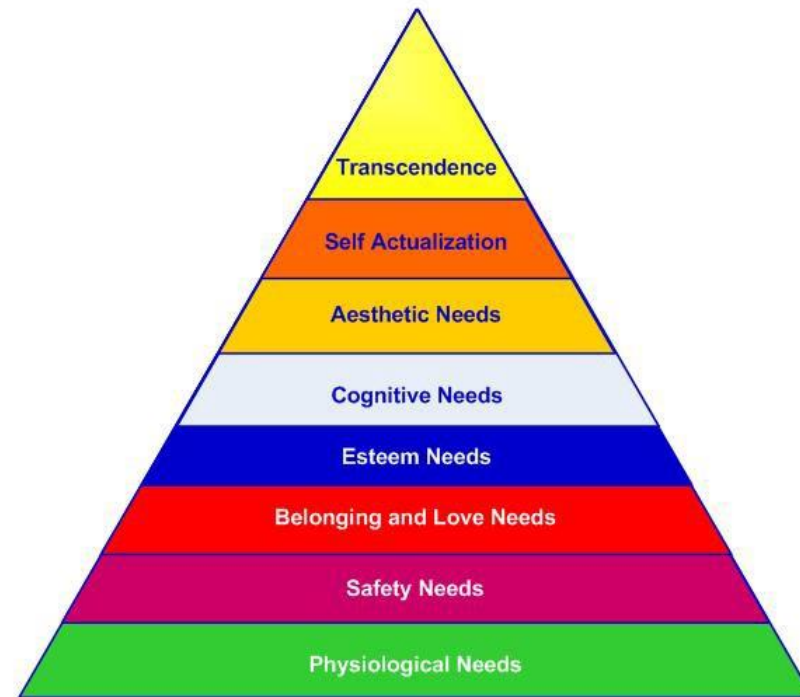 Transcendence
Self Actualization
Aesthetic Needs
Cognitive Needs
Esteem Needs
Belonging and Love Needs
Safety Needs
Physiological Needs